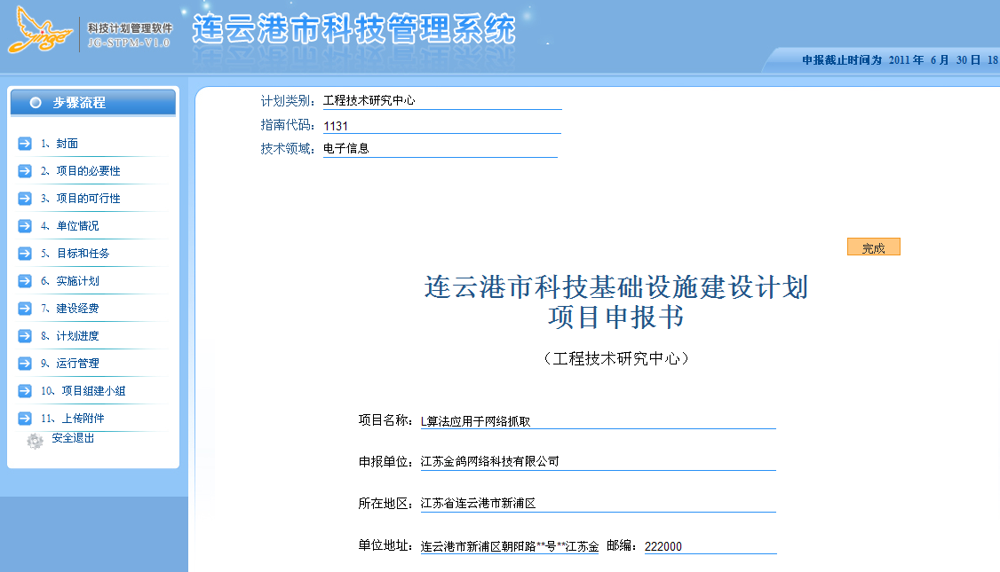 Jinge
科技计划管理软件
JG-STPM-V1.0
连云港市科技管理系统
申报截止时间为 2011 年 6 月 30 日 18
步骤流程
1、封面
2、项目的必要性
3、项目的可行性
4、单位情况
5、目标和任务
6、实施计划
7、建设经费
8、计划进度
9、运行管理
10、项目组建小组
11、上传附件
安全退出
计划类别: 工程技术研究中心
指南代码: 1131
技术领域: 电子信息
完成
连云港市科技基础设施建设计划
项目申报书
（工程技术研究中心）
项目名称: L算法应用于网络抓取
申报单位: 江苏金鸽网络科技有限公司
所在地区: 江苏省连云港市新浦区
单位地址: 连云港市新浦区朝阳路**号**江苏金 邮编: 222000